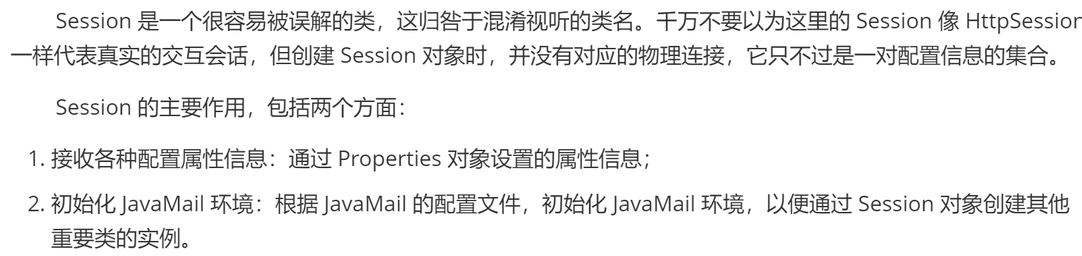 Session 是一个很容易被误解的类，这归咎于混淆视听的类名。千万不要以为这里的 Session 像 HttpSession
一样代表真实的交互会话，但创建 Session 对象时，并没有对应的物理连接，它只不过是一对配置信息的集合。
Session 的主要作用，包括两个方面：
1. 接收各种配置属性信息：通过 Properties 对象设置的属性信息；
2. 初始化 JavaMail 环境：根据 JavaMail 的配置文件，初始化 JavaMail 环境，以便通过 Session 对象创建其他
重要类的实例。